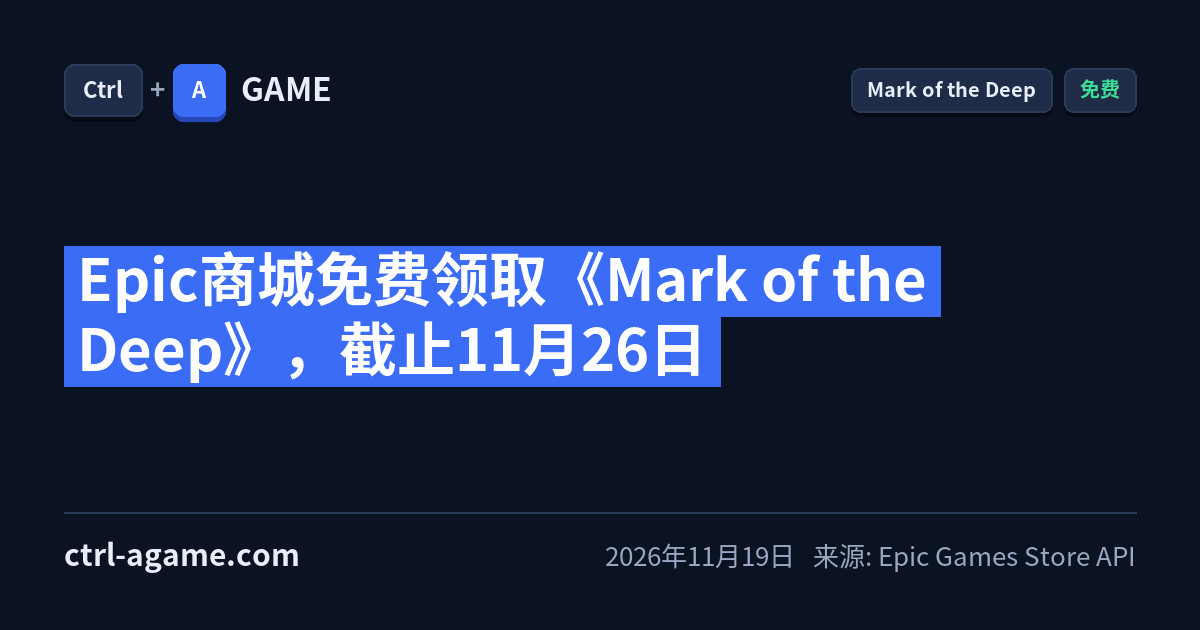 Ctrl + A GAME
Mark of the Deep
免费
Epic商城免费领取《Mark of the
Deep》，截止11月26日
ctrl-agame.com
2026年11月19日 来源: Epic Games Store API